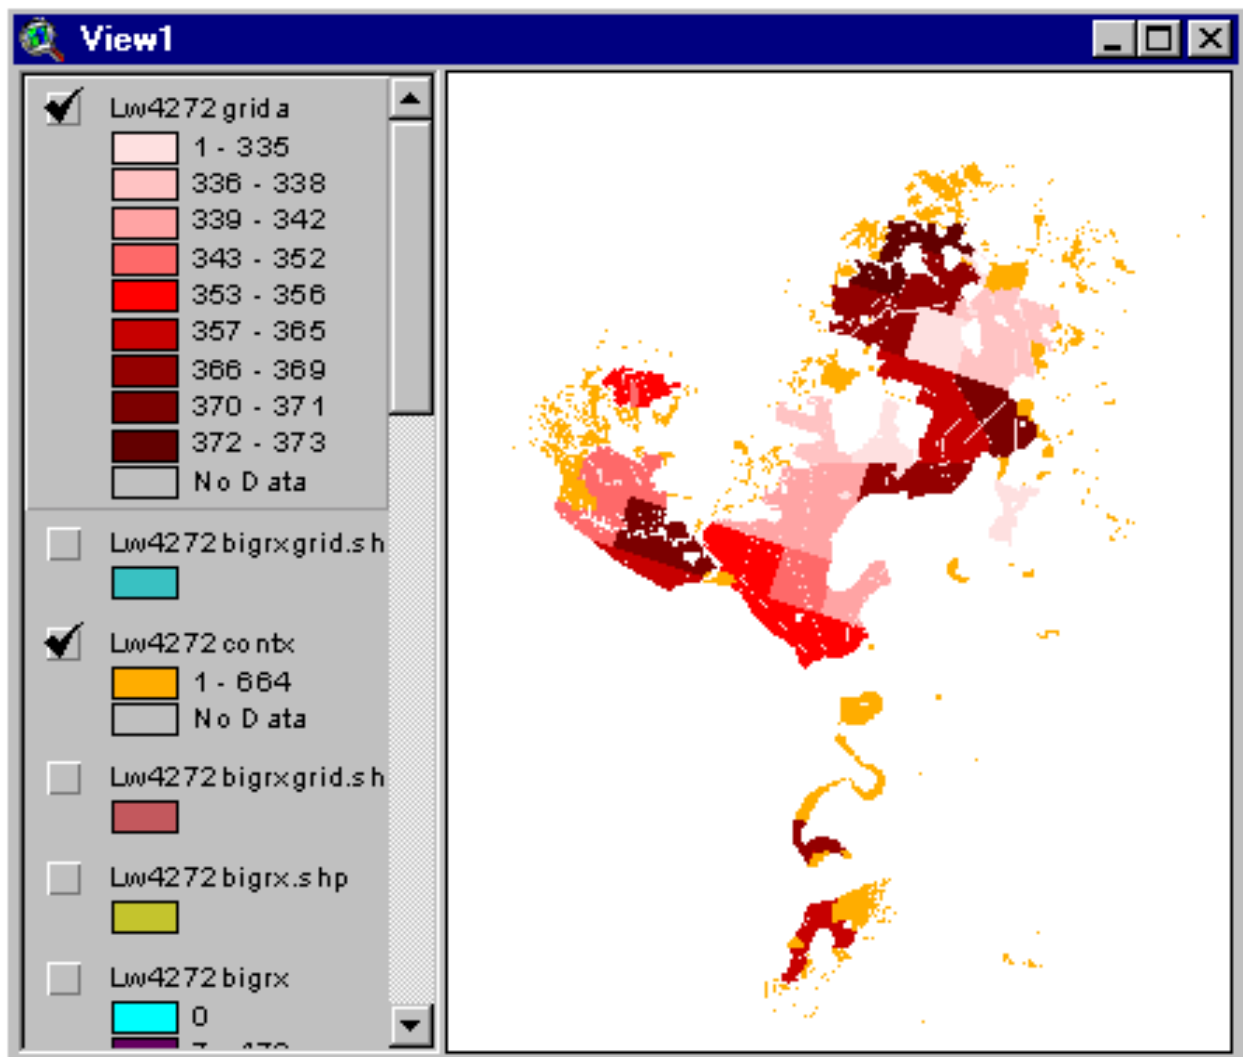 View1
Lw4272grida
1 - 335
336 - 338
339 - 342
343 - 352
353 - 356
357 - 365
366 - 369
370 - 371
372 - 373
No Data
Lw4272bigrxgrid.sh
Lw4272contx
1 - 664
No Data
Lw4272bigrxgrid.sh
Lw4272bigrx.shp
Lw4272bigrx
0